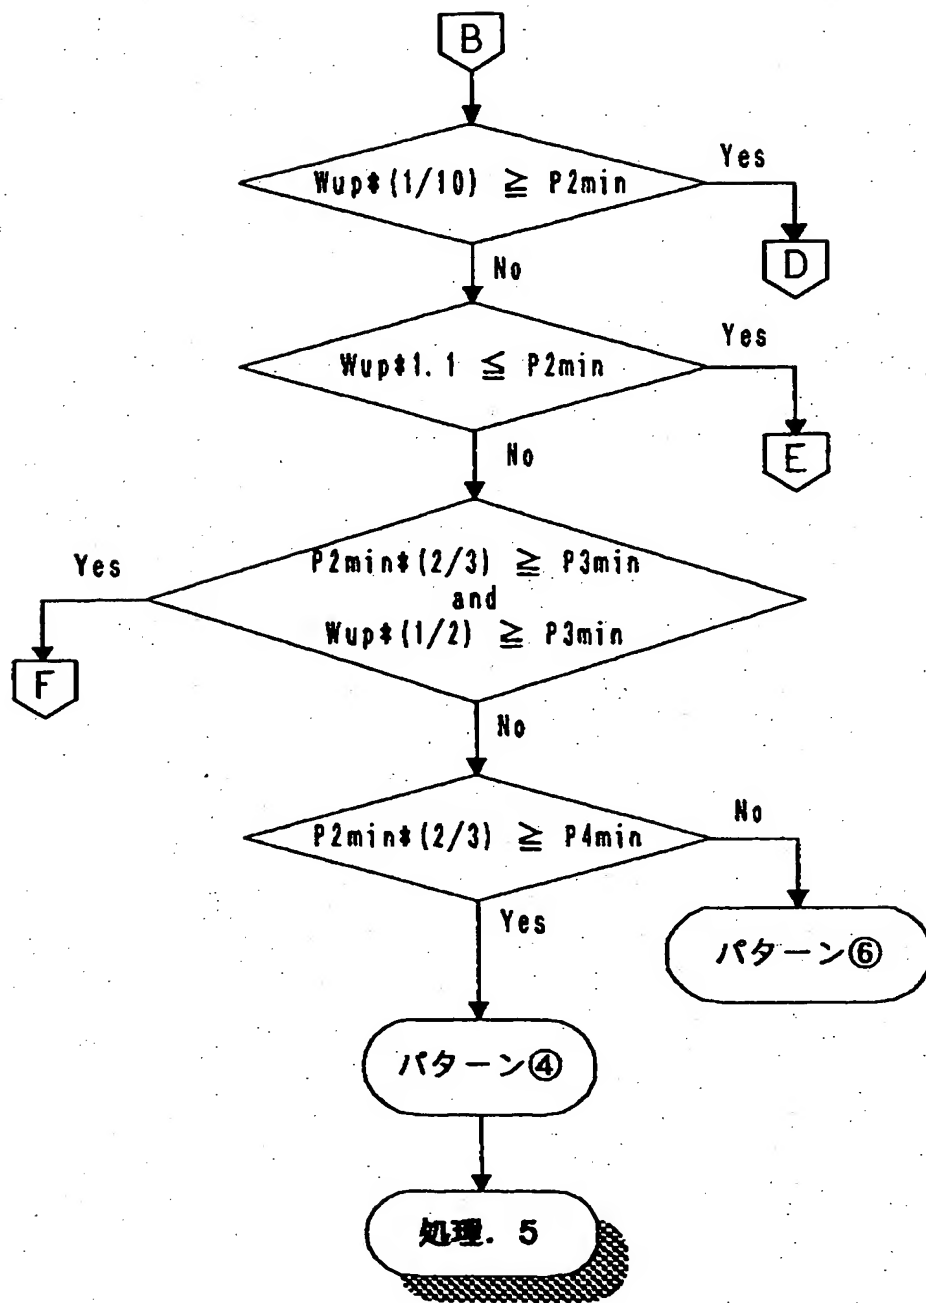 B
Wup*(1/10) ≧ P2min
Yes
D
No
Wup*1.1 ≦ P2min
Yes
E
No
P2min*(2/3) ≧ P3min
and
Wup*(1/2) ≧ P3min
Yes
F
No
P2min*(2/3) ≧ P4min
No
パターン⑥
Yes
パターン④
処理.5